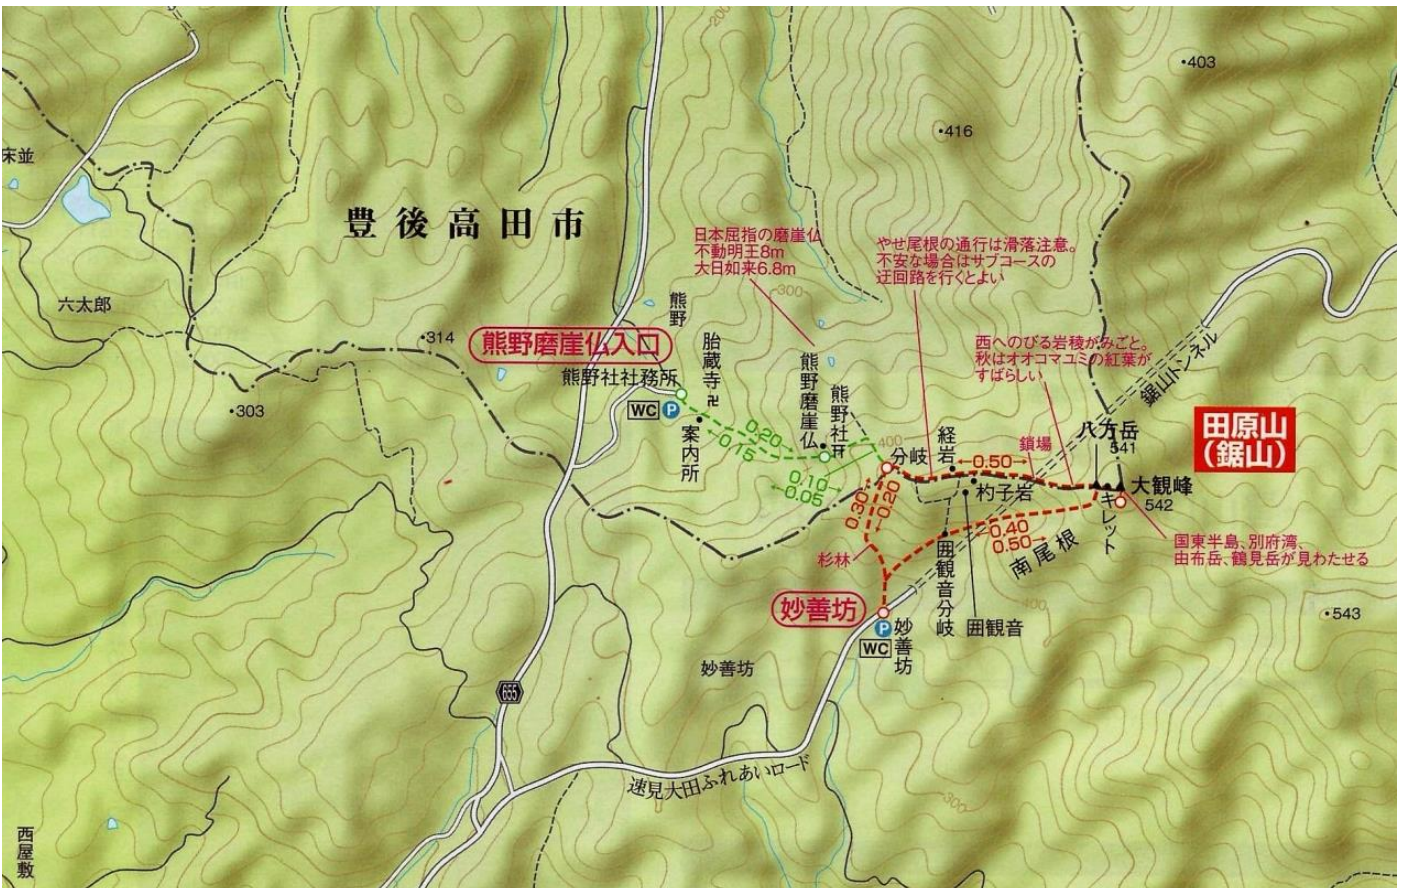 200
・403
・416
床並
豊後高田市
日本屈指の磨崖仏
不動明王8m
大日如来6.8m
やせ尾根の通行は滑落注意。
不安な場合はサブコースの
迂回路を行くとよい
300
熊野
六太郎
・314
熊野磨崖仏入口
胎蔵寺
卍
西へのびる岩稜がみごと。
秋はオオコマユミの紅葉が
すばらしい
鋸山トンネル
熊野社社務所
熊野磨崖仏
熊野社
・303
WC
P
案内所
0.20
←0.15
0.10
←0.05
400
分岐
経岩
←0.50→
鎖場
杓子岩
八方岳
541
田原山
(鋸山)
大観峰
542
キレット
0.30
←0.20
←0.40
0.50→
南尾根
国東半島、別府湾、
由布岳、鶴見岳が見わたせる
杉林
囲観音分岐
囲観音
400
・543
妙善坊
P
WC
妙善坊
妙善坊
655
速見大田ふれあいロード
300
西屋敷